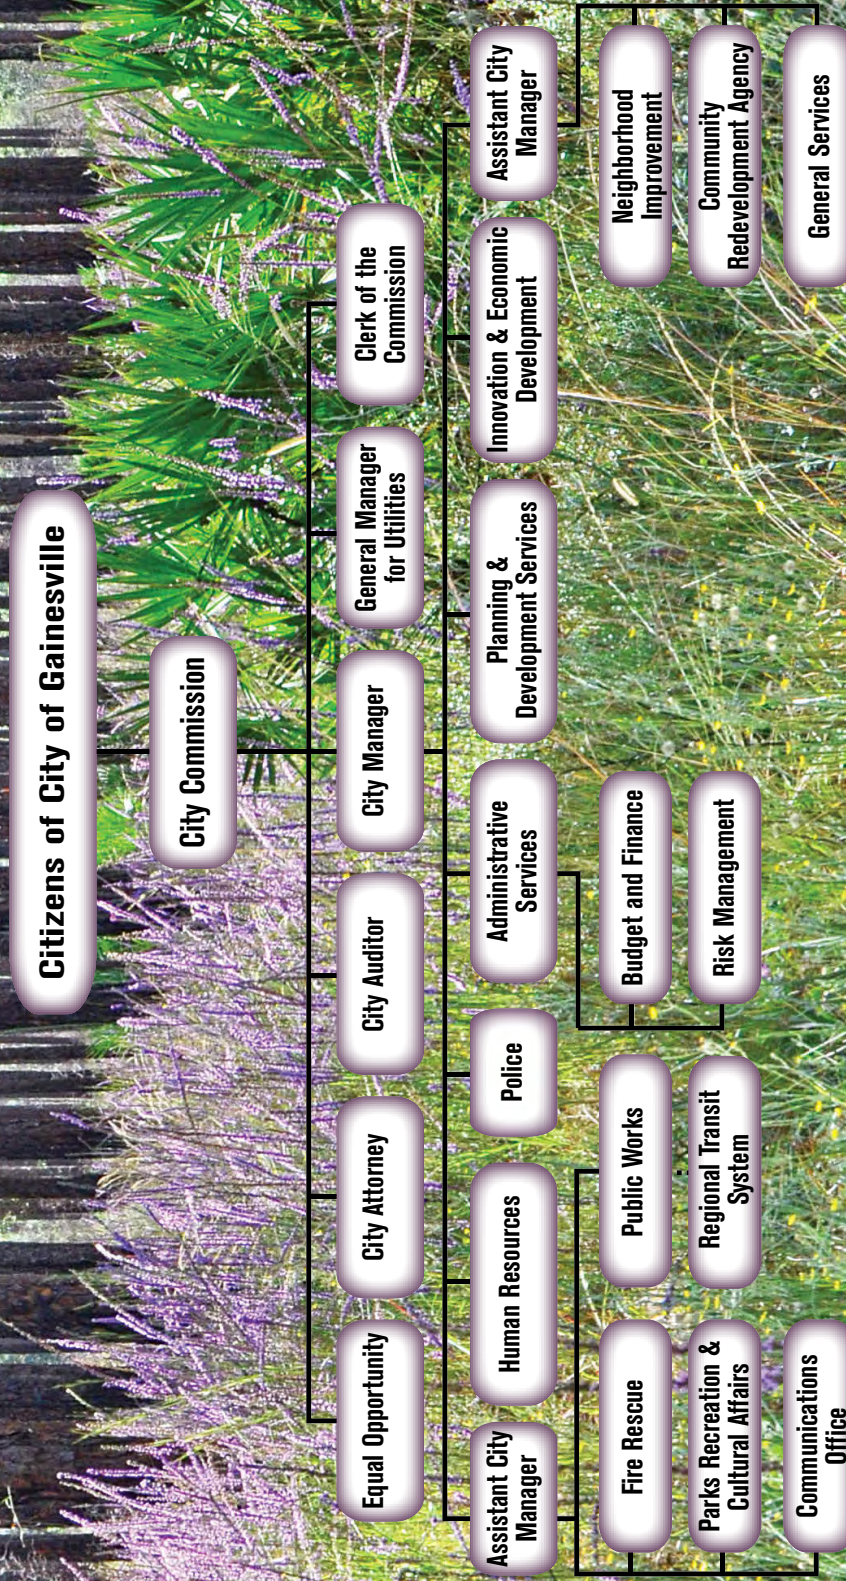 Citizens of City of Gainesville
City Commission
Equal Opportunity
City Attorney
City Auditor
City Manager
General Manager
for Utilities
Clerk of the
Commission
Assistant City
Manager
Human Resources
Police
Administrative
Services
Planning &
Development Services
Innovation & Economic
Development
Assistant City
Manager
Fire Rescue
Parks Recreation &
Cultural Affairs
Communications
Office
Public Works
Regional Transit
System
Budget and Finance
Risk Management
Neighborhood
Improvement
Community
Redevelopment Agency
General Services